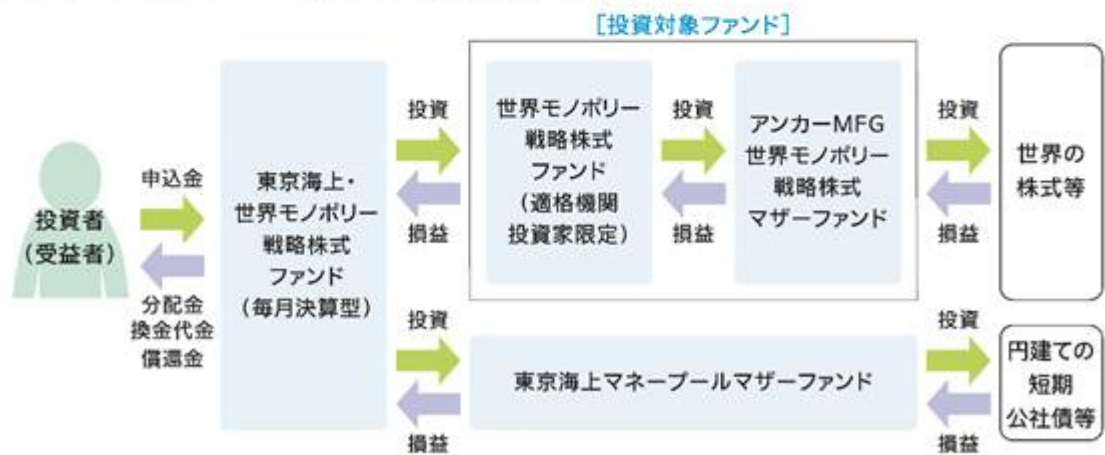 [投資対象ファンド]
投資者
(受益者)
申込金
分配金
換金代金
償還金
東京海上・
世界モノポリー
戦略株式
ファンド
(毎月決算型)
投資
損益
世界モノポリー
戦略株式
ファンド
(適格機関
投資家限定)
投資
損益
アンカーMFG
世界モノポリー
戦略株式
マザーファンド
投資
損益
世界の
株式等
投資
損益
東京海上マネープールマザーファンド
投資
損益
円建ての
短期
公社債等